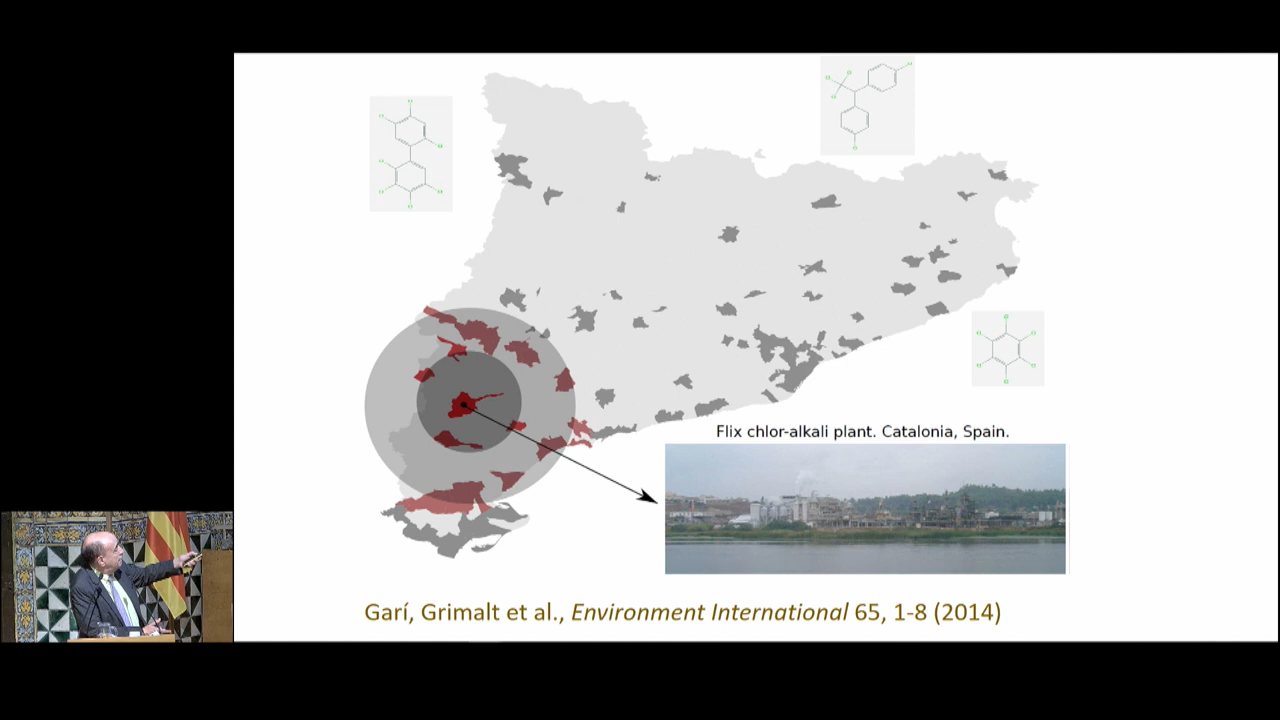 Flix chlor-alkali plant. Catalonia, Spain.
Garí, Grimalt et al., Environment International 65, 1-8 (2014)